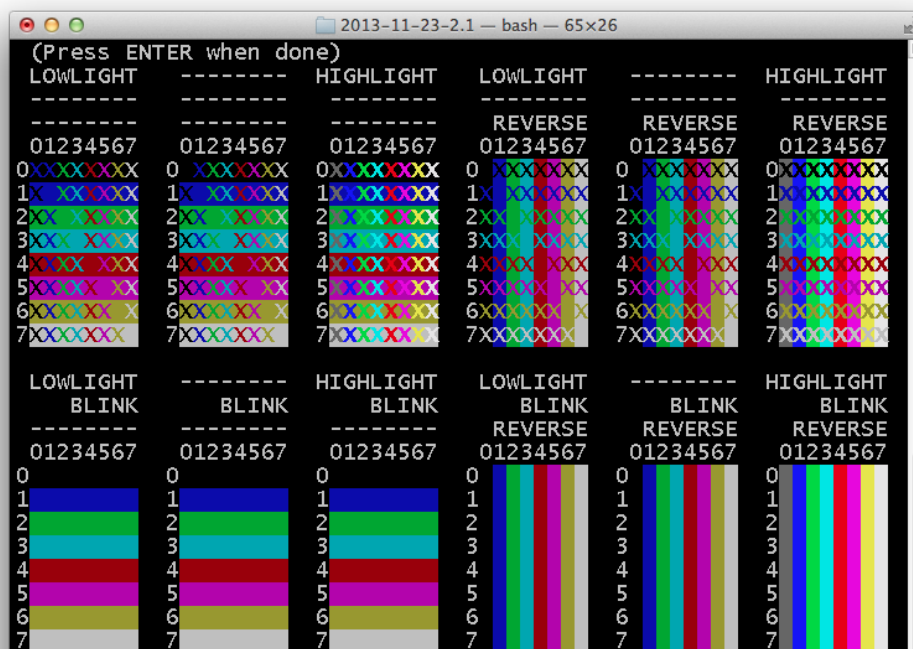 2013-11-23-2.1 — bash — 65×26
(Press ENTER when done)
LOWLIGHT -------- HIGHLIGHT LOWLIGHT -------- HIGHLIGHT
-------- -------- -------- -------- -------- --------
-------- -------- -------- REVERSE REVERSE REVERSE
01234567 01234567 01234567 01234567 01234567 01234567
0XXXXXXXX 0 XXXXXXX 0XXXXXXXX 0 XXXXXXX 0 XXXXXXX 0XXXXXXXX
1X XXXXXX 1X XXXXXX 1XXXXXXXX 1X XXXXXX 1X XXXXXX 1XXXXXXXX
2XX XXXXX 2XX XXXXX 2XXXXXXXX 2XX XXXXX 2XX XXXXX 2XXXXXXXX
3XXX XXXX 3XXX XXXX 3XXXXXXXX 3XXX XXXX 3XXX XXXX 3XXXXXXXX
4XXXX XXX 4XXXX XXX 4XXXXXXXX 4XXXX XXX 4XXXX XXX 4XXXXXXXX
5XXXXX XX 5XXXXX XX 5XXXXXXXX 5XXXXX XX 5XXXXX XX 5XXXXXXXX
6XXXXXX X 6XXXXXX X 6XXXXXXXX 6XXXXXX X 6XXXXXX X 6XXXXXXXX
7XXXXXXX 7XXXXXXX 7XXXXXXXX 7XXXXXXX 7XXXXXXX 7XXXXXXXX
LOWLIGHT -------- HIGHLIGHT LOWLIGHT -------- HIGHLIGHT
BLINK BLINK BLINK BLINK BLINK BLINK
-------- -------- -------- REVERSE REVERSE REVERSE
01234567 01234567 01234567 01234567 01234567 01234567
0 0 0 0 0 0
1 1 1 1 1 1
2 2 2 2 2 2
3 3 3 3 3 3
4 4 4 4 4 4
5 5 5 5 5 5
6 6 6 6 6 6
7 7 7 7 7 7